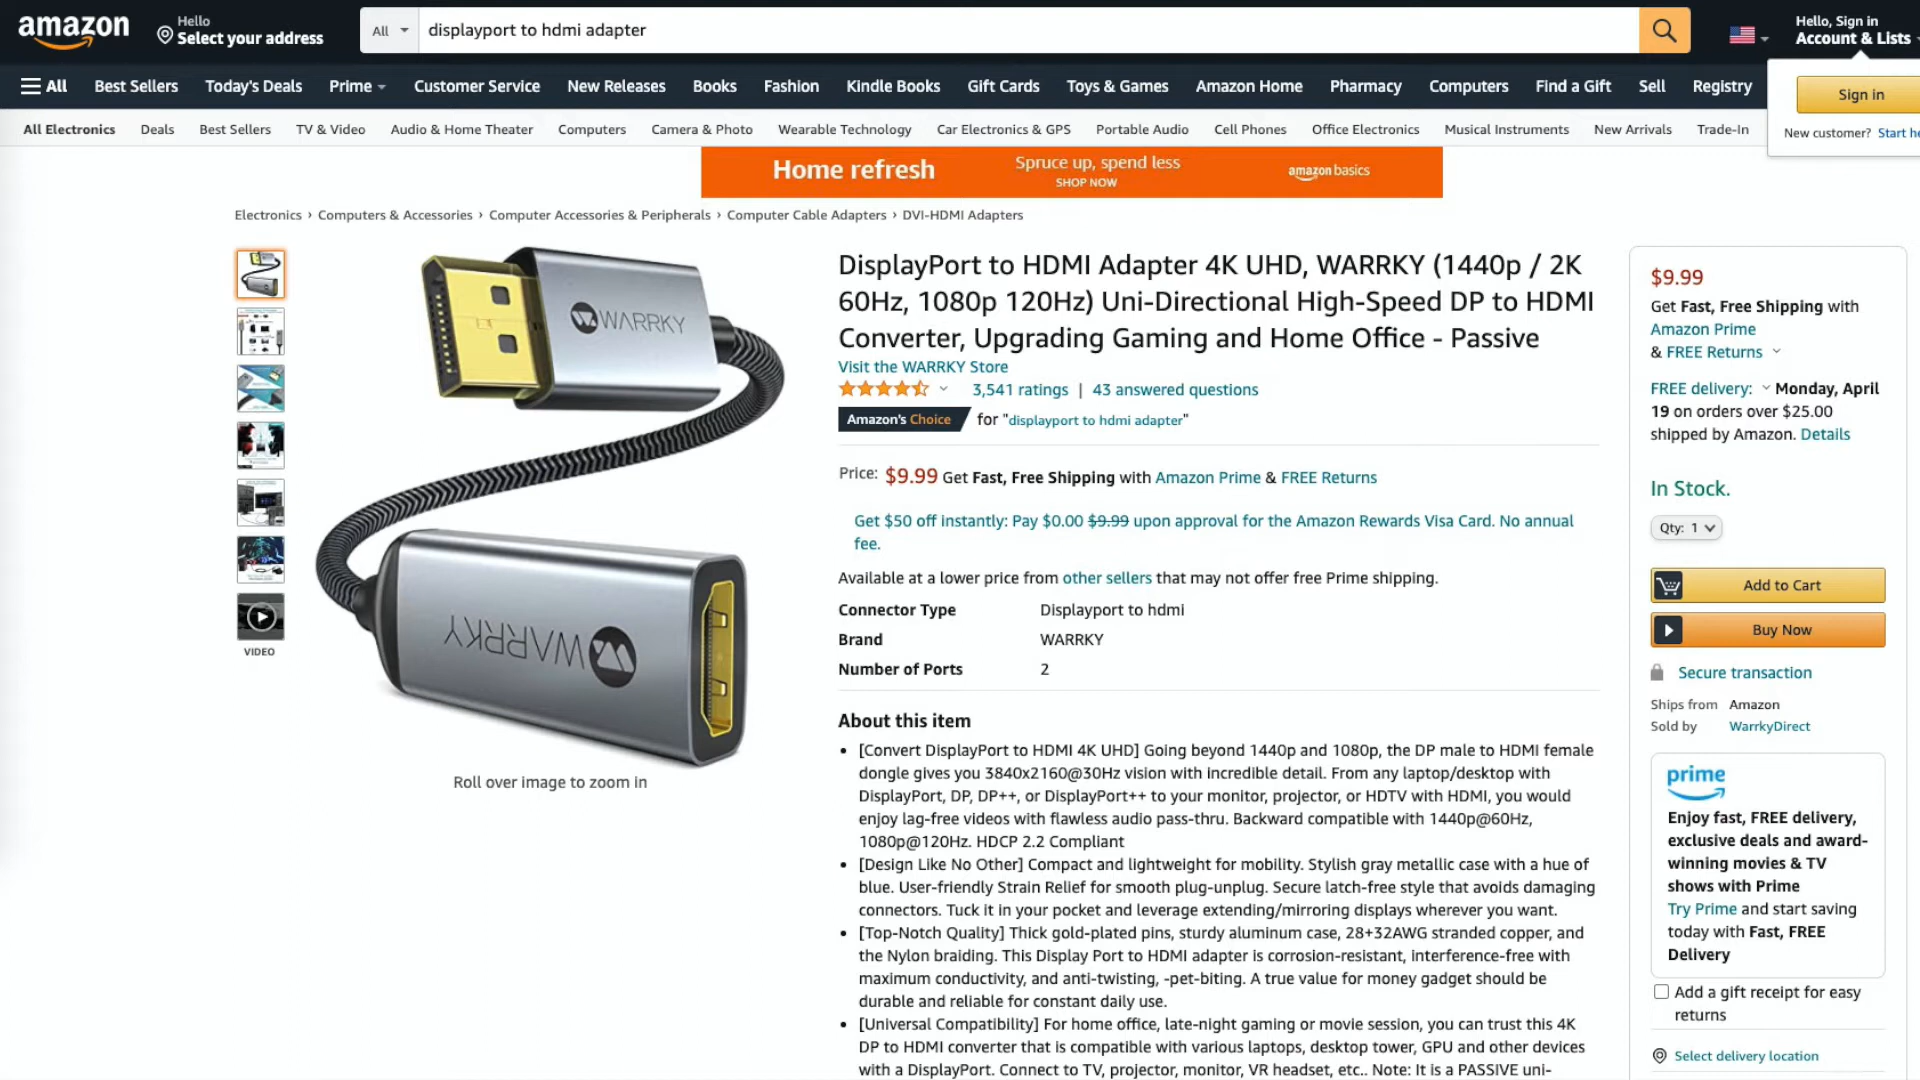 amazon
Hello
Select your address
All
displayport to hdmi adapter
Hello, Sign in
Account & Lists
All
Best Sellers
Today's Deals
Prime
Customer Service
New Releases
Books
Fashion
Kindle Books
Gift Cards
Toys & Games
Amazon Home
Pharmacy
Computers
Find a Gift
Sell
Registry
Sign in
New customer? Start he
All Electronics
Deals
Best Sellers
TV & Video
Audio & Home Theater
Computers
Camera & Photo
Wearable Technology
Car Electronics & GPS
Portable Audio
Cell Phones
Office Electronics
Musical Instruments
New Arrivals
Trade-In
Home refresh
Spruce up, spend less
SHOP NOW
amazon basics
Electronics › Computers & Accessories › Computer Accessories & Peripherals › Computer Cable Adapters › DVI-HDMI Adapters
WARRKY
WARRKY
VIDEO
Roll over image to zoom in
DisplayPort to HDMI Adapter 4K UHD, WARRKY (1440p / 2K
60Hz, 1080p 120Hz) Uni-Directional High-Speed DP to HDMI
Converter, Upgrading Gaming and Home Office - Passive
Visit the WARRKY Store
3,541 ratings | 43 answered questions
Amazon's Choice for "displayport to hdmi adapter"
Price: $9.99 Get Fast, Free Shipping with Amazon Prime & FREE Returns
Get $50 off instantly: Pay $0.00 $9.99 upon approval for the Amazon Rewards Visa Card. No annual
fee.
Available at a lower price from other sellers that may not offer free Prime shipping.
Connector Type Displayport to hdmi
Brand WARRKY
Number of Ports 2
About this item
• [Convert DisplayPort to HDMI 4K UHD] Going beyond 1440p and 1080p, the DP male to HDMI female
dongle gives you 3840x2160@30Hz vision with incredible detail. From any laptop/desktop with
DisplayPort, DP, DP++, or DisplayPort++ to your monitor, projector, or HDTV with HDMI, you would
enjoy lag-free videos with flawless audio pass-thru. Backward compatible with 1440p@60Hz,
1080p@120Hz. HDCP 2.2 Compliant
• [Design Like No Other] Compact and lightweight for mobility. Stylish gray metallic case with a hue of
blue. User-friendly Strain Relief for smooth plug-unplug. Secure latch-free style that avoids damaging
connectors. Tuck it in your pocket and leverage extending/mirroring displays wherever you want.
• [Top-Notch Quality] Thick gold-plated pins, sturdy aluminum case, 28+32AWG stranded copper, and
the Nylon braiding. This Display Port to HDMI adapter is corrosion-resistant, interference-free with
maximum conductivity, and anti-twisting, -pet-biting. A true value for money gadget should be
durable and reliable for constant daily use.
• [Universal Compatibility] For home office, late-night gaming or movie session, you can trust this 4K
DP to HDMI converter that is compatible with various laptops, desktop tower, GPU and other devices
with a DisplayPort. Connect to TV, projector, monitor, VR headset, etc.. Note: It is a PASSIVE uni-
$9.99
Get Fast, Free Shipping with
Amazon Prime
& FREE Returns
FREE delivery: Monday, April
19 on orders over $25.00
shipped by Amazon. Details
In Stock.
Qty: 1
Add to Cart
Buy Now
Secure transaction
Ships from Amazon
Sold by WarrkyDirect
prime
Enjoy fast, FREE delivery,
exclusive deals and award-
winning movies & TV
shows with Prime
Try Prime and start saving
today with Fast, FREE
Delivery
Add a gift receipt for easy
returns
Select delivery location